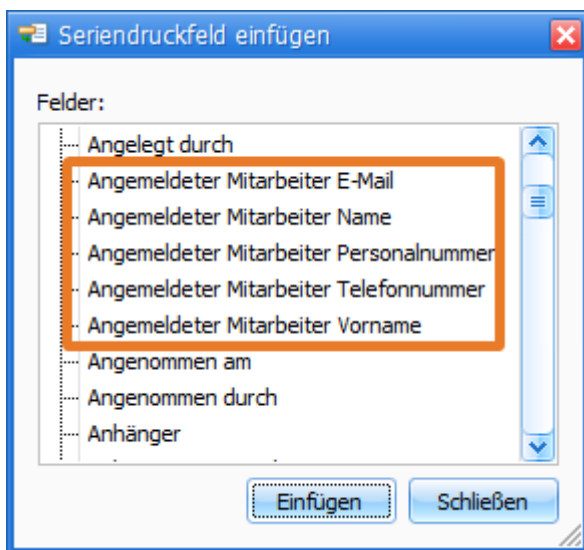 Seriendruckfeld einfügen
Felder:
Angelegt durch
Angemeldeter Mitarbeiter E-Mail
Angemeldeter Mitarbeiter Name
Angemeldeter Mitarbeiter Personalnummer
Angemeldeter Mitarbeiter Telefonnummer
Angemeldeter Mitarbeiter Vorname
Angenommen am
Angenommen durch
Anhänger
Einfügen
Schließen